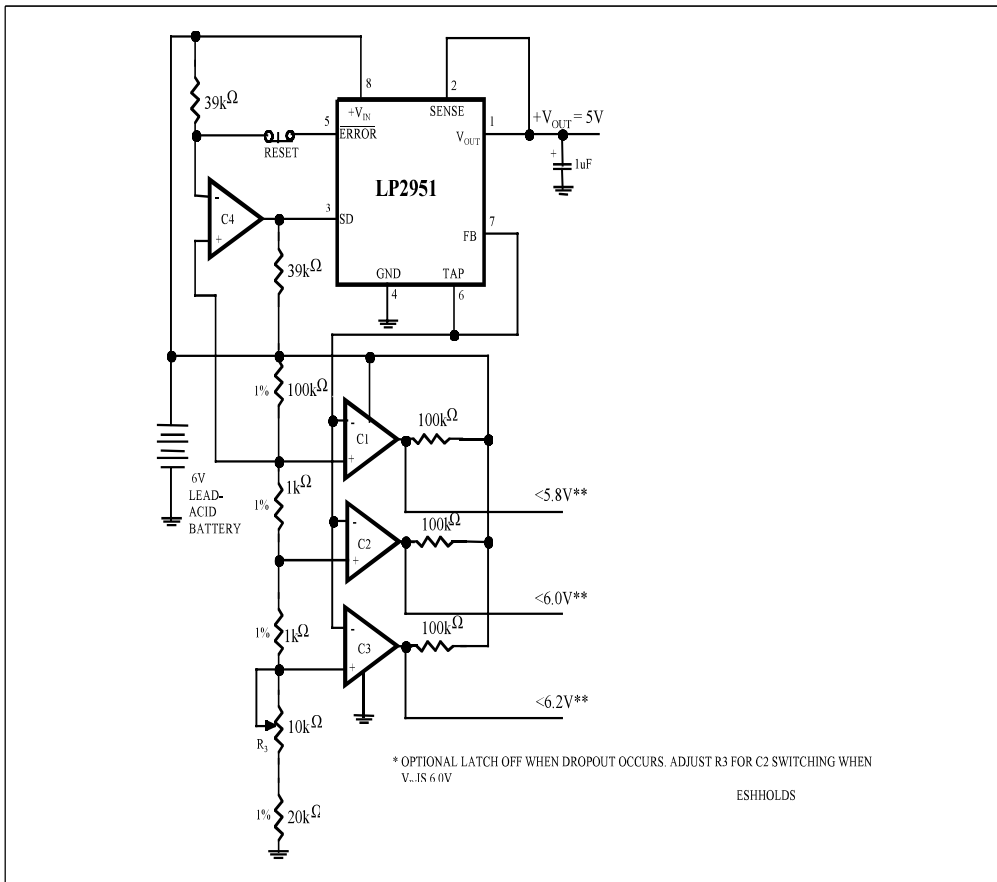 39kΩ
8
+VIN
2
SENSE
5
ERROR
RESET
1
VOUT
+VOUT = 5V
+
1uF
LP2951
-
C4
+
3
SD
7
FB
39kΩ
GND
4
TAP
6
1%
100kΩ
-
C1
+
100kΩ
6V
LEAD-
ACID
BATTERY
1%
1kΩ
<5.8V**
-
C2
+
100kΩ
<6.0V**
1%
1kΩ
-
C3
+
100kΩ
<6.2V**
R3
10kΩ
1%
20kΩ
* OPTIONAL LATCH OFF WHEN DROPOUT OCCURS. ADJUST R3 FOR C2 SWITCHING WHEN
IS 6.0V
ESHHOLDS